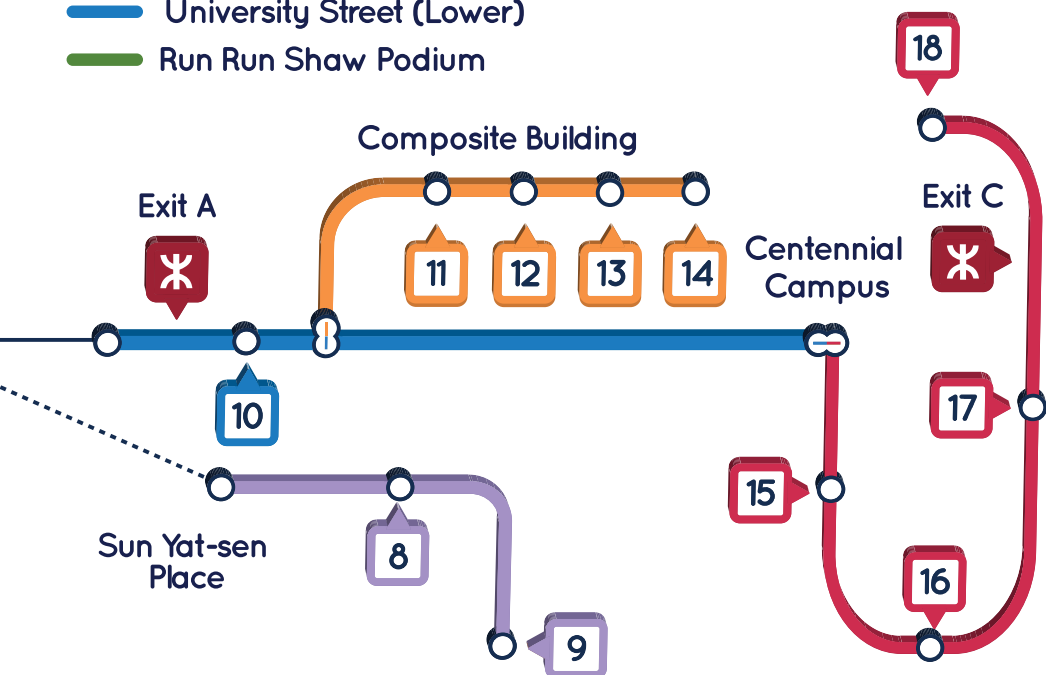 University Street (Lower)
Run Run Shaw Podium
18
Composite Building
Exit A
Exit C
Centennial
Campus
11
12
13
14
10
17
15
Sun Yat-sen
Place
8
16
9